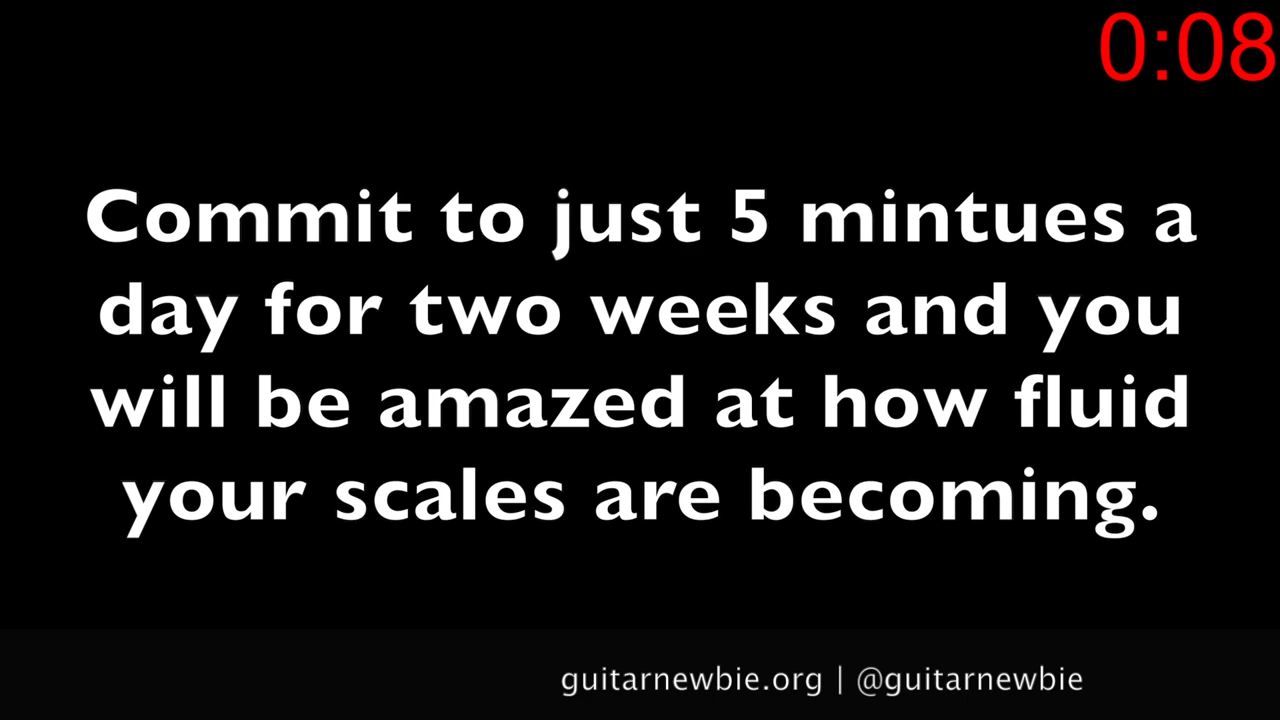 0:08
Commit to just 5 mintues a
day for two weeks and you
will be amazed at how fluid
your scales are becoming.
guitarnewbie.org | @guitarnewbie